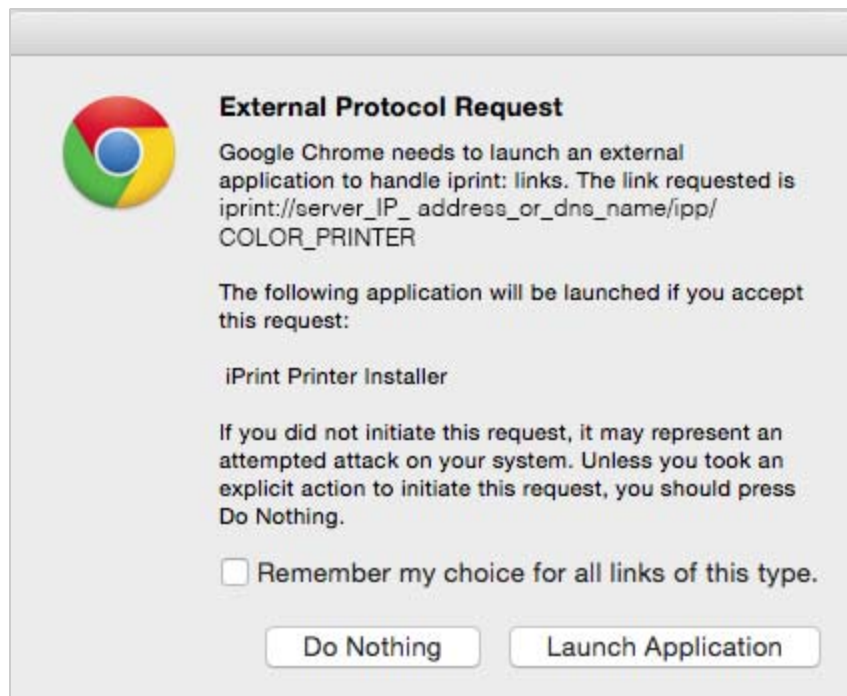 External Protocol Request
Google Chrome needs to launch an external
application to handle iprint: links. The link requested is
iprint://server_IP_ address_or_dns_name/ipp/
COLOR_PRINTER
The following application will be launched if you accept
this request:
iPrint Printer Installer
If you did not initiate this request, it may represent an
attempted attack on your system. Unless you took an
explicit action to initiate this request, you should press
Do Nothing.
Remember my choice for all links of this type.
Do Nothing Launch Application